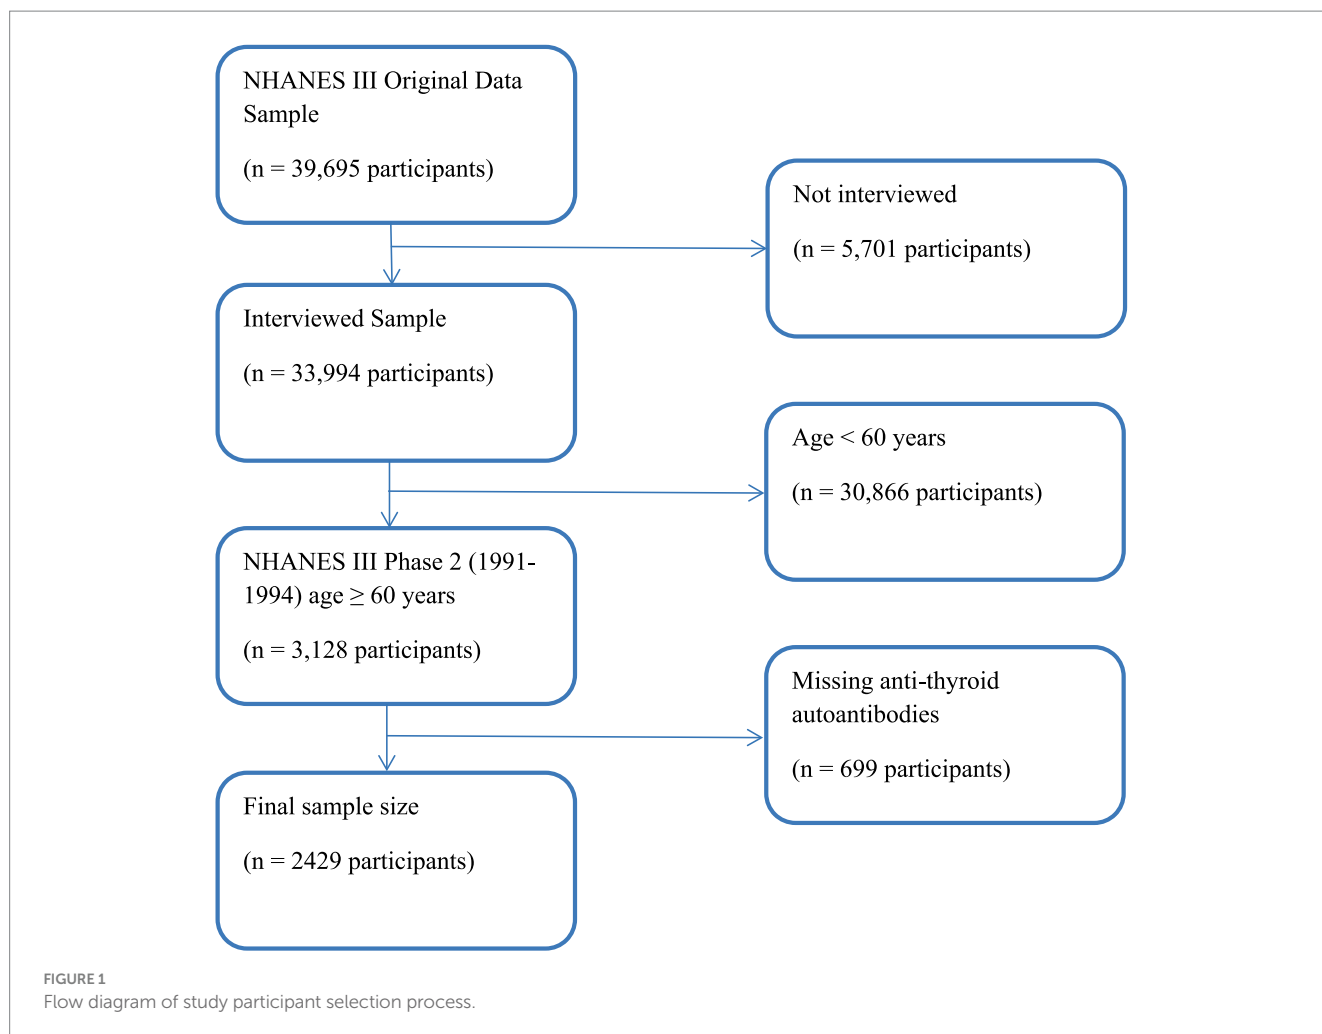 NHANES III Original Data
Sample
(n = 39,695 participants)
Not interviewed
(n = 5,701 participants)
Interviewed Sample
(n = 33,994 participants)
Age < 60 years
(n = 30,866 participants)
NHANES III Phase 2 (1991-
1994) age ≥ 60 years
(n = 3,128 participants)
Missing anti-thyroid
autoantibodies
(n = 699 participants)
Final sample size
(n = 2429 participants)
FIGURE 1
Flow diagram of study participant selection process.